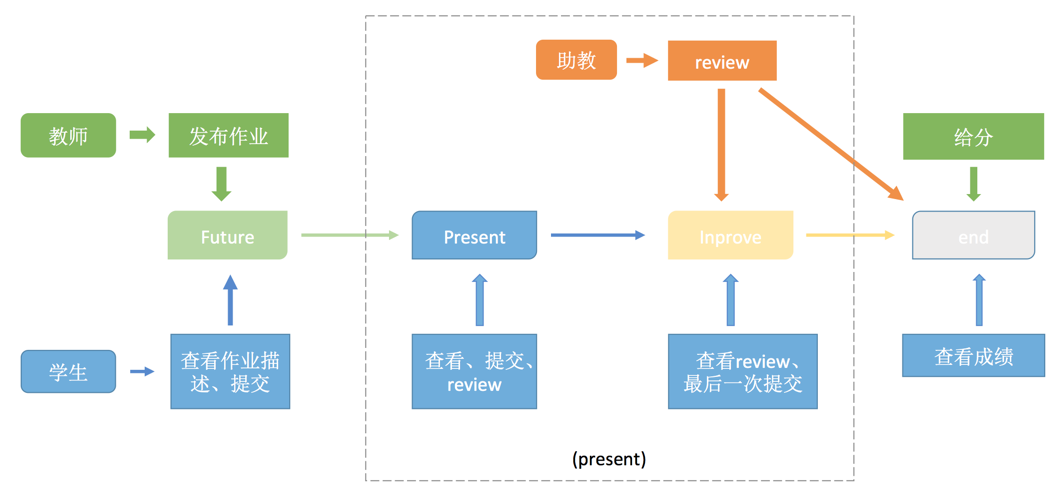 助教
review
教师
发布作业
给分
Future
Present
Inprove
end
学生
查看作业描
述、提交
查看、提交、
review
查看review、
最后一次提交
查看成绩
(present)